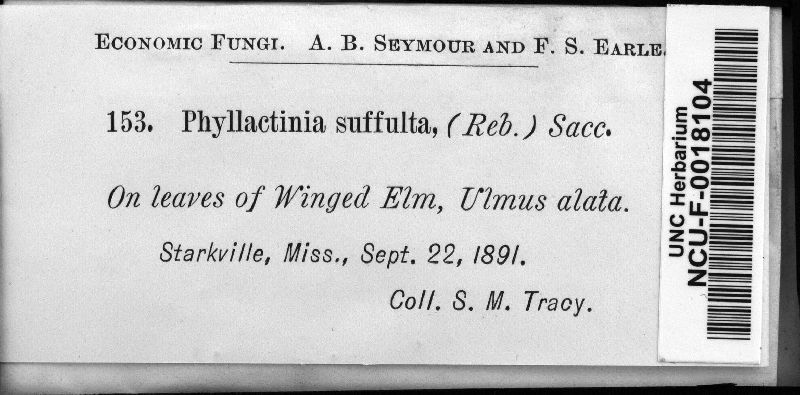 ECONOMIC FUNGI. A. B. SEYMOUR AND F. S. EARLE.
153. Phyllactinia suffulta, (Reb.) Sacc.
On leaves of Winged Elm, Ulmus alata.
Starkville, Miss., Sept. 22, 1891.
Coll. S. M. Tracy.
UNC Herbarium
NCU-F-0018104